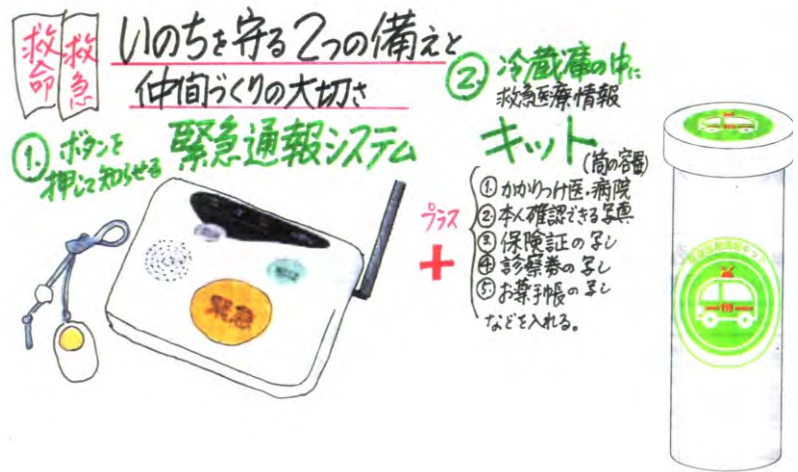 救命
救急
いのちを守る2つの備えと
仲間づくりの大切さ
1. ボタンを
押して知らせる
緊急通報システム
緊急
プラス
+
2. 冷蔵庫の中に
救急医療情報
キット
(筒の容器)
①かかりつけ医・病院
②本人確認できる写真
③保険証の写し
④診察券の写し
⑤お薬手帳の写し
などを入れる。
119